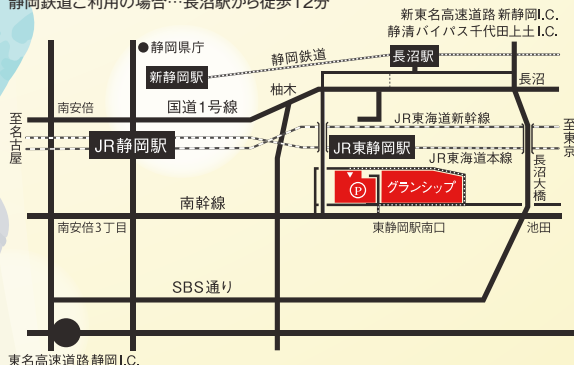 静岡鉄道ご利用の場合…長沼駅から徒歩12分
新東名高速道路 新静岡I.C.
静清バイパス千代田上土I.C.
●静岡県庁
静岡鉄道
長沼駅
新静岡駅
柚木
長沼
南安倍
国道1号線
至名古屋
JR東海道新幹線
至東京
JR静岡駅
JR東静岡駅
JR東海道本線
長沼大橋
P
グランシップ
南幹線
南安倍3丁目
東静岡駅南口
池田
SBS通り
東名高速道路 静岡I.C.